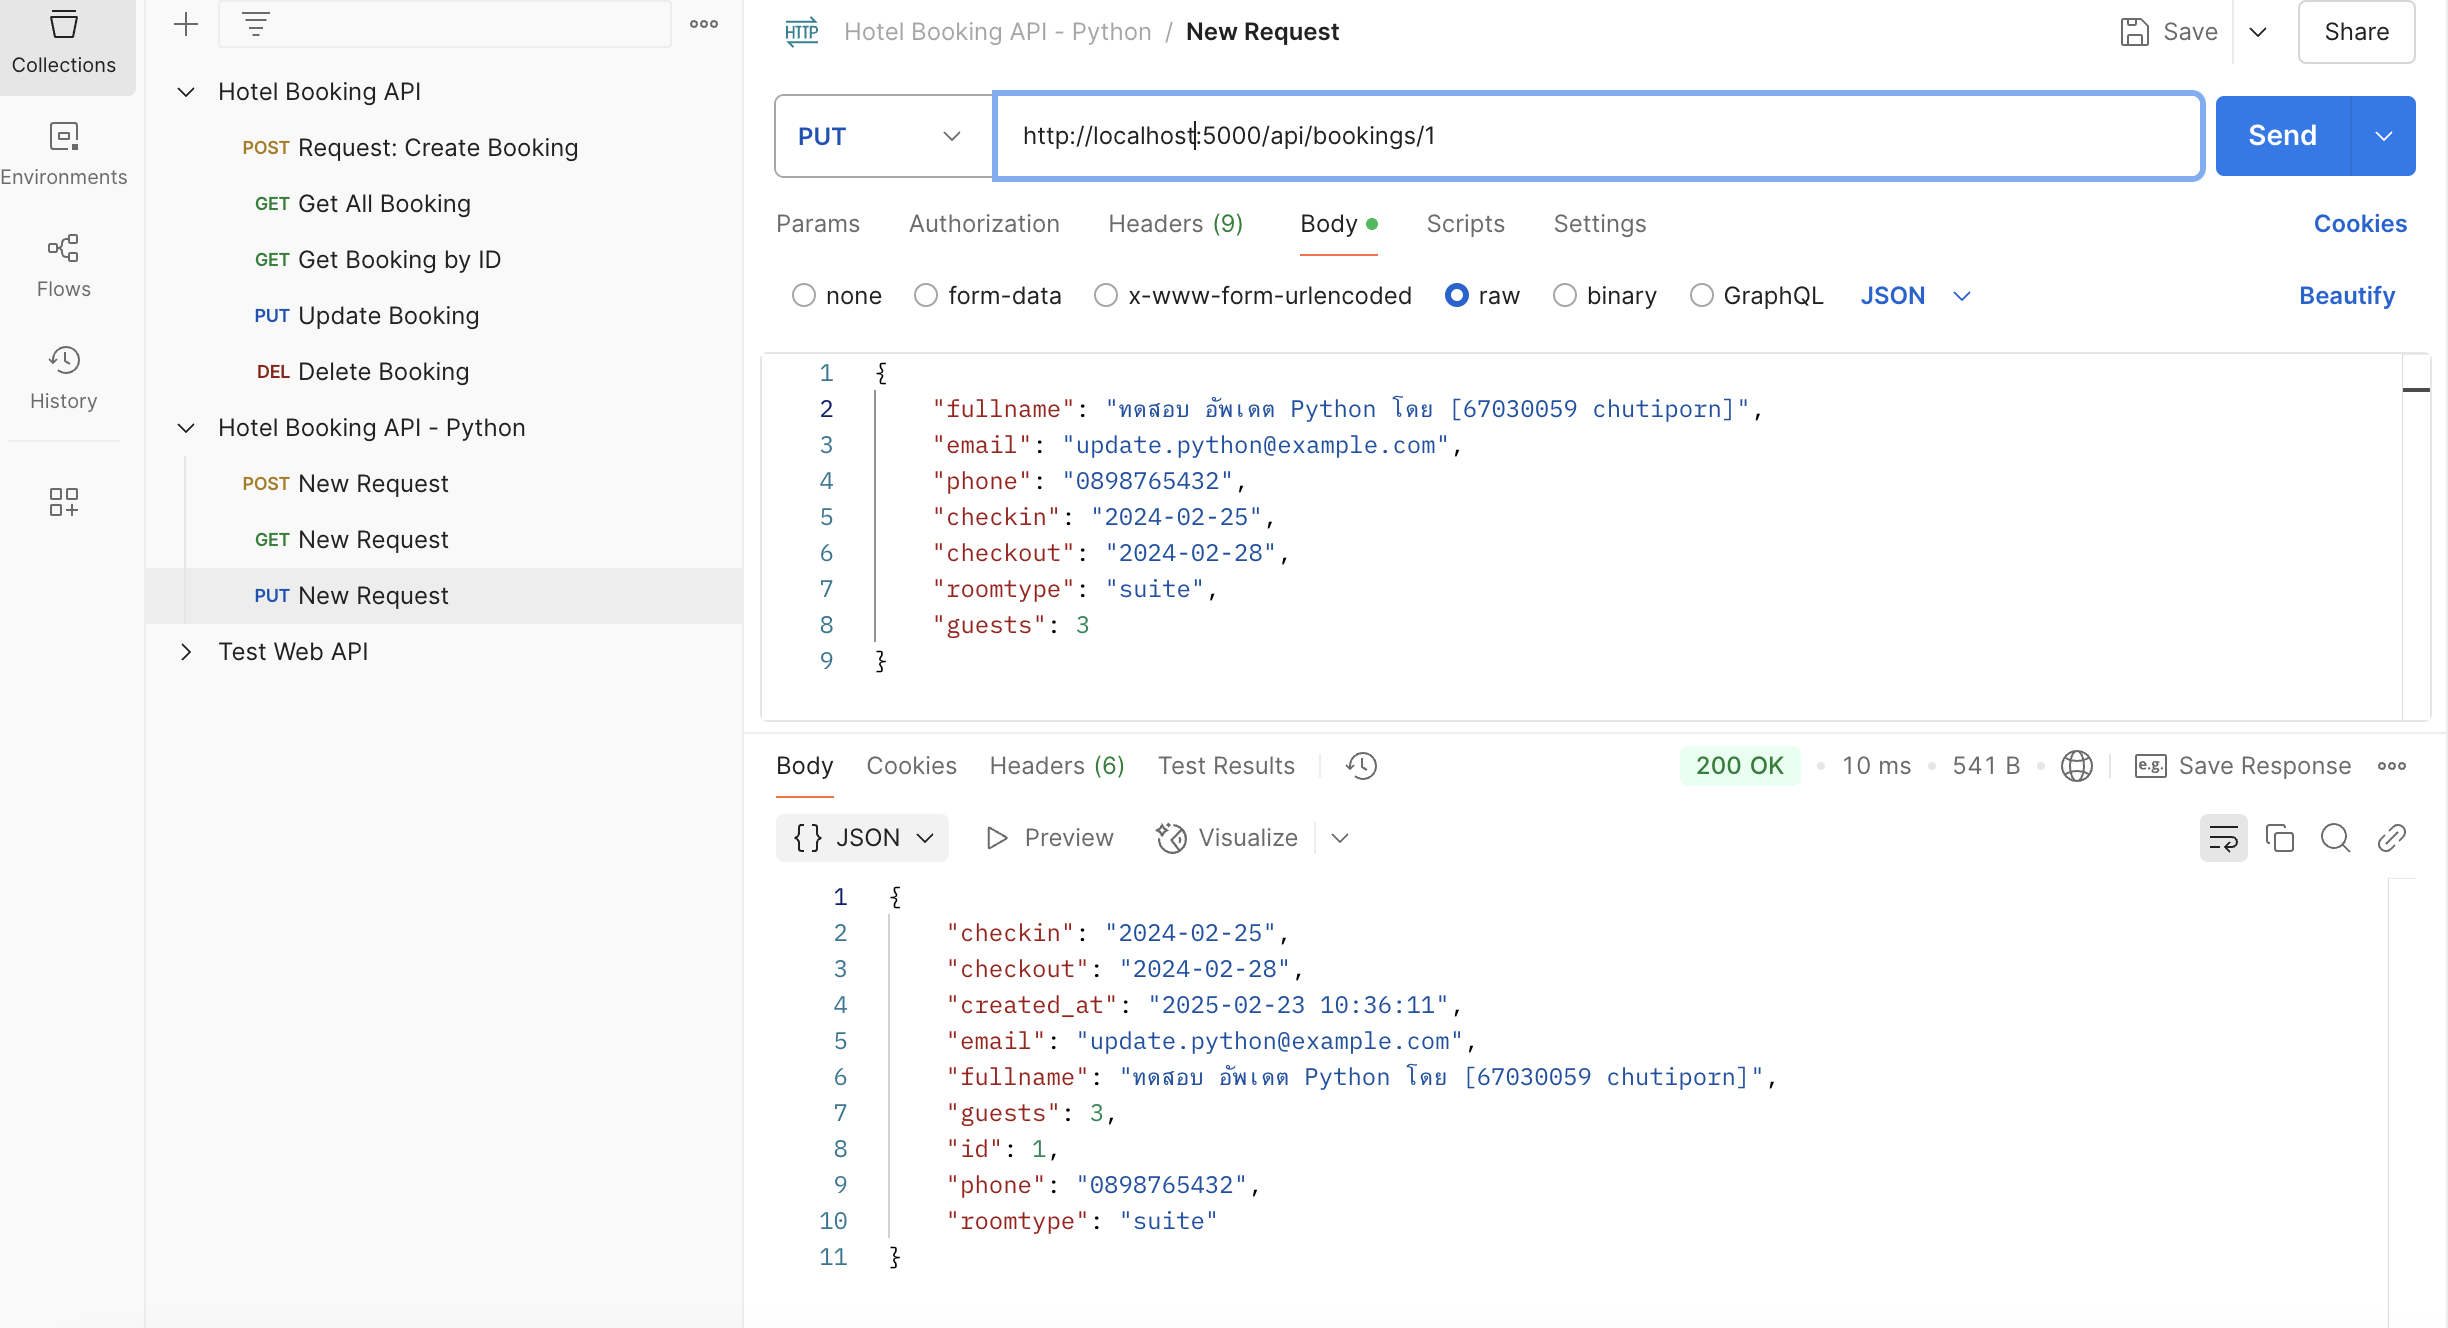 Collections
Environments
Flows
History
Hotel Booking API
POST Request: Create Booking
GET Get All Booking
GET Get Booking by ID
PUT Update Booking
DEL Delete Booking
Hotel Booking API - Python
POST New Request
GET New Request
PUT New Request
Test Web API
HTTP Hotel Booking API - Python / New Request
Save
Share
PUT
http://localhost:5000/api/bookings/1
Send
Params Authorization Headers (9) Body Scripts Settings Cookies
none form-data x-www-form-urlencoded raw binary GraphQL JSON Beautify
1 {
2 "fullname": "ทดสอบ อัพเดต Python โดย [67030059 chutiporn]",
3 "email": "update.python@example.com",
4 "phone": "0898765432",
5 "checkin": "2024-02-25",
6 "checkout": "2024-02-28",
7 "roomtype": "suite",
8 "guests": 3
9 }
Body Cookies Headers (6) Test Results 200 OK • 10 ms • 541 B • e.g. Save Response
{} JSON Preview Visualize
1 {
2 "checkin": "2024-02-25",
3 "checkout": "2024-02-28",
4 "created_at": "2025-02-23 10:36:11",
5 "email": "update.python@example.com",
6 "fullname": "ทดสอบ อัพเดต Python โดย [67030059 chutiporn]",
7 "guests": 3,
8 "id": 1,
9 "phone": "0898765432",
10 "roomtype": "suite"
11 }